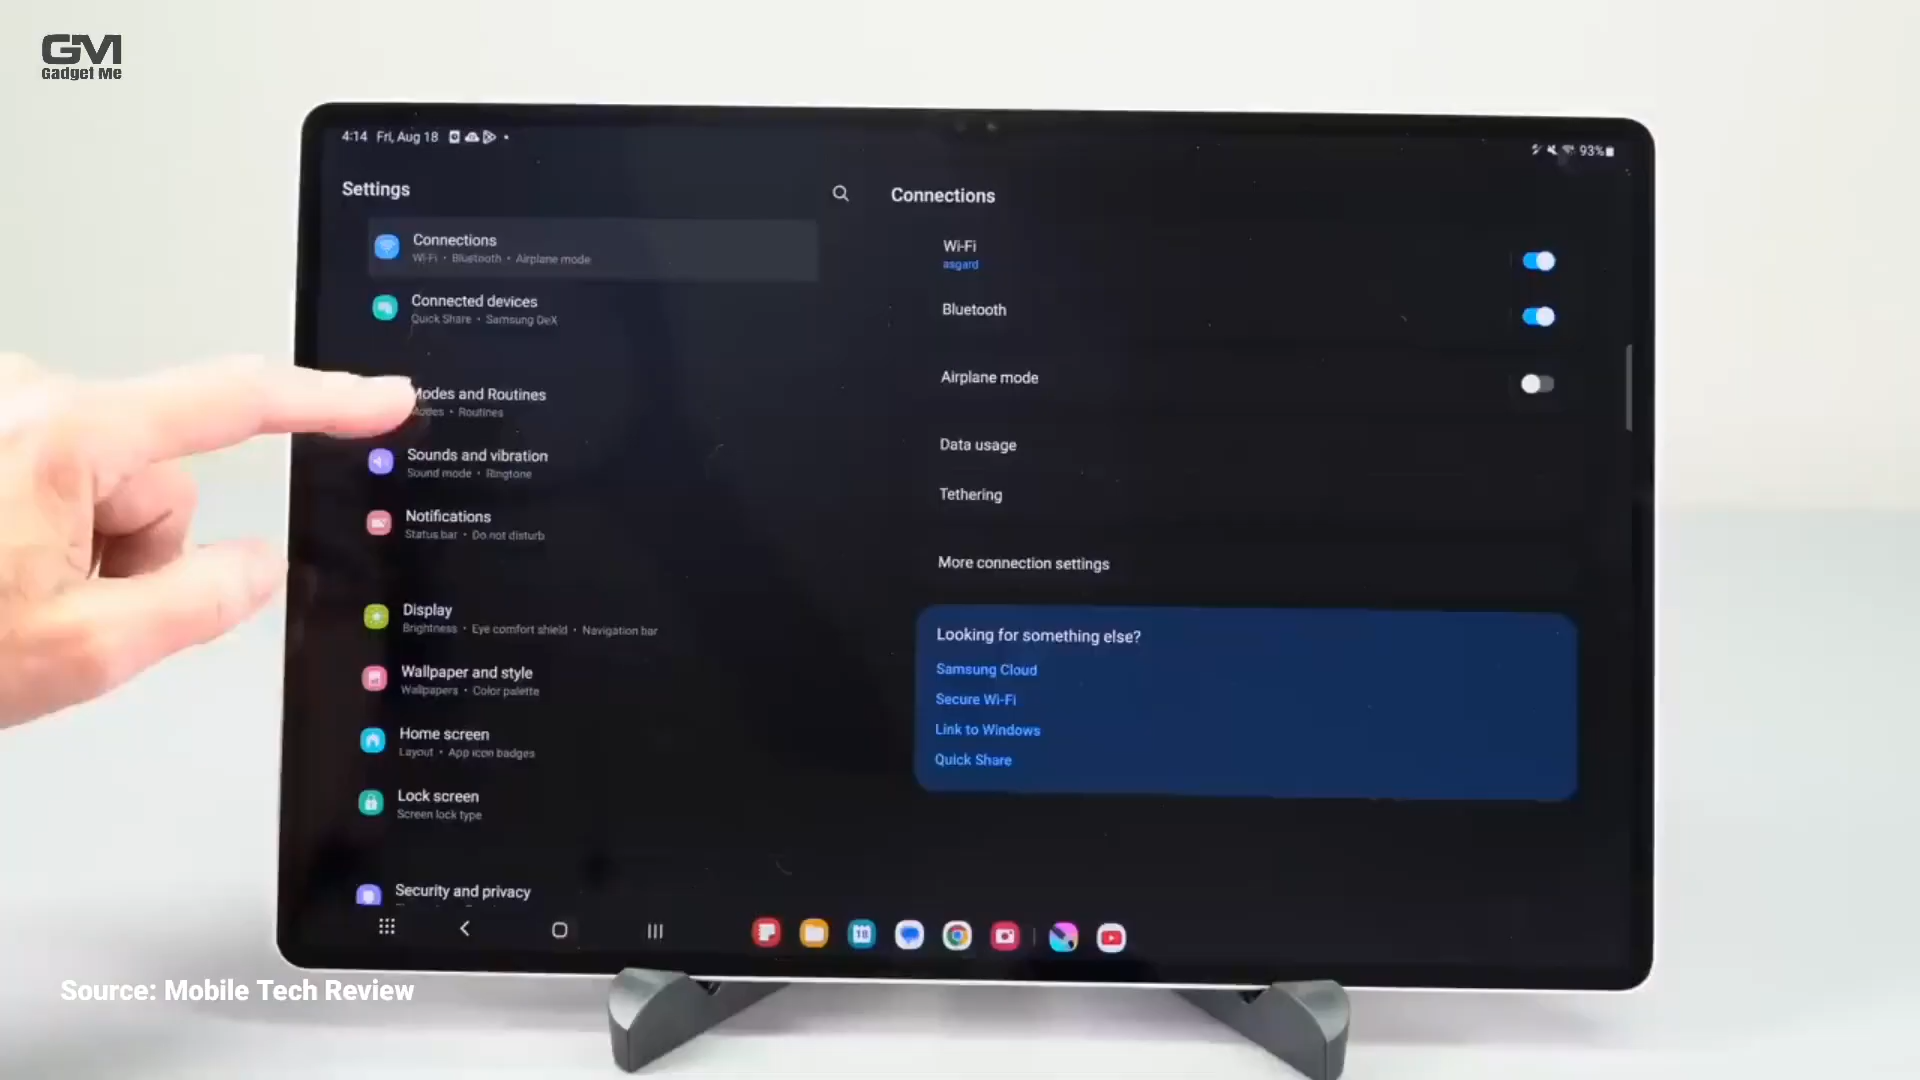 GM
Gadget Me
4:14 Fri, Aug 18
93%
Settings
Connections
Wi-Fi • Bluetooth • Airplane mode
Connected devices
Quick Share • Samsung DeX
Modes and Routines
Modes • Routines
Sounds and vibration
Sound mode • Ringtone
Notifications
Status bar • Do not disturb
Display
Brightness • Eye comfort shield • Navigation bar
Wallpaper and style
Wallpapers • Color palette
Home screen
Layout • App icon badges
Lock screen
Screen lock type
Security and privacy
Connections
Wi-Fi
asgard
Bluetooth
Airplane mode
Data usage
Tethering
More connection settings
Looking for something else?
Samsung Cloud
Secure Wi-Fi
Link to Windows
Quick Share
18
Source: Mobile Tech Review